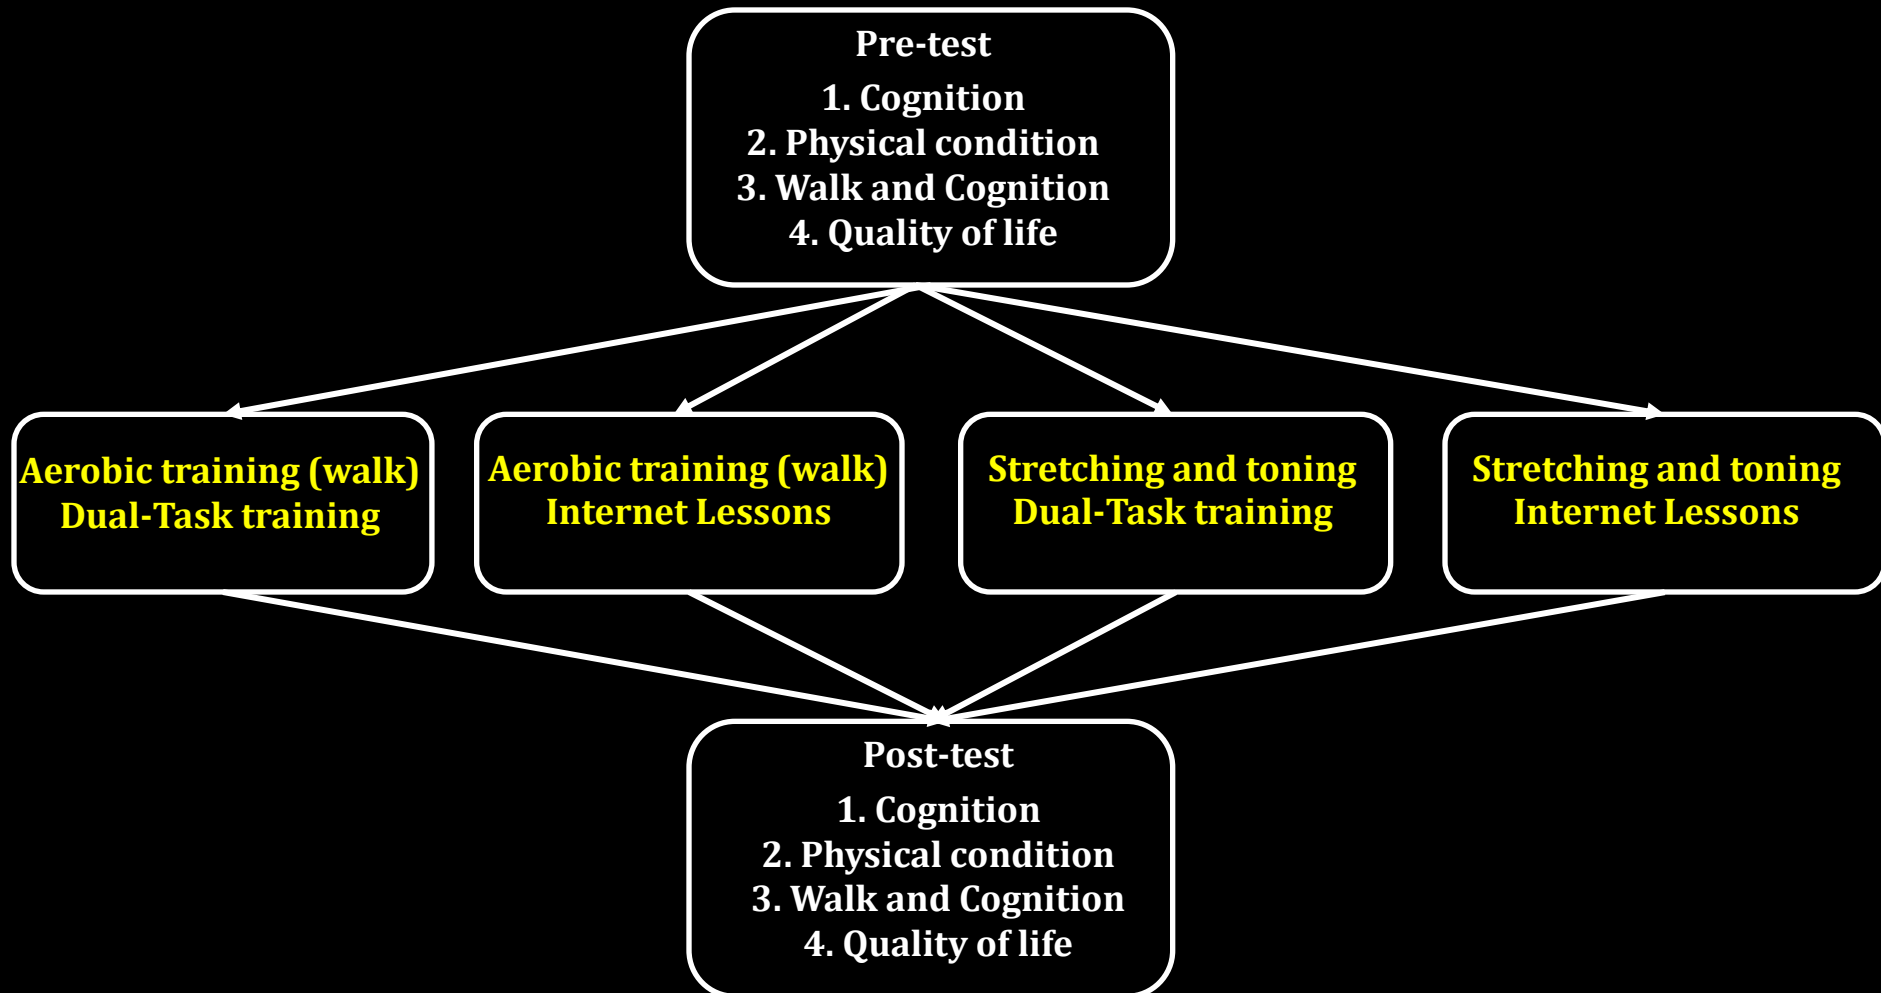 Pre-test
1. Cognition
2. Physical condition
3. Walk and Cognition
4. Quality of life
Aerobic training (walk)
Dual-Task training
Aerobic training (walk)
Internet Lessons
Stretching and toning
Dual-Task training
Stretching and toning
Internet Lessons
Post-test
1. Cognition
2. Physical condition
3. Walk and Cognition
4. Quality of life